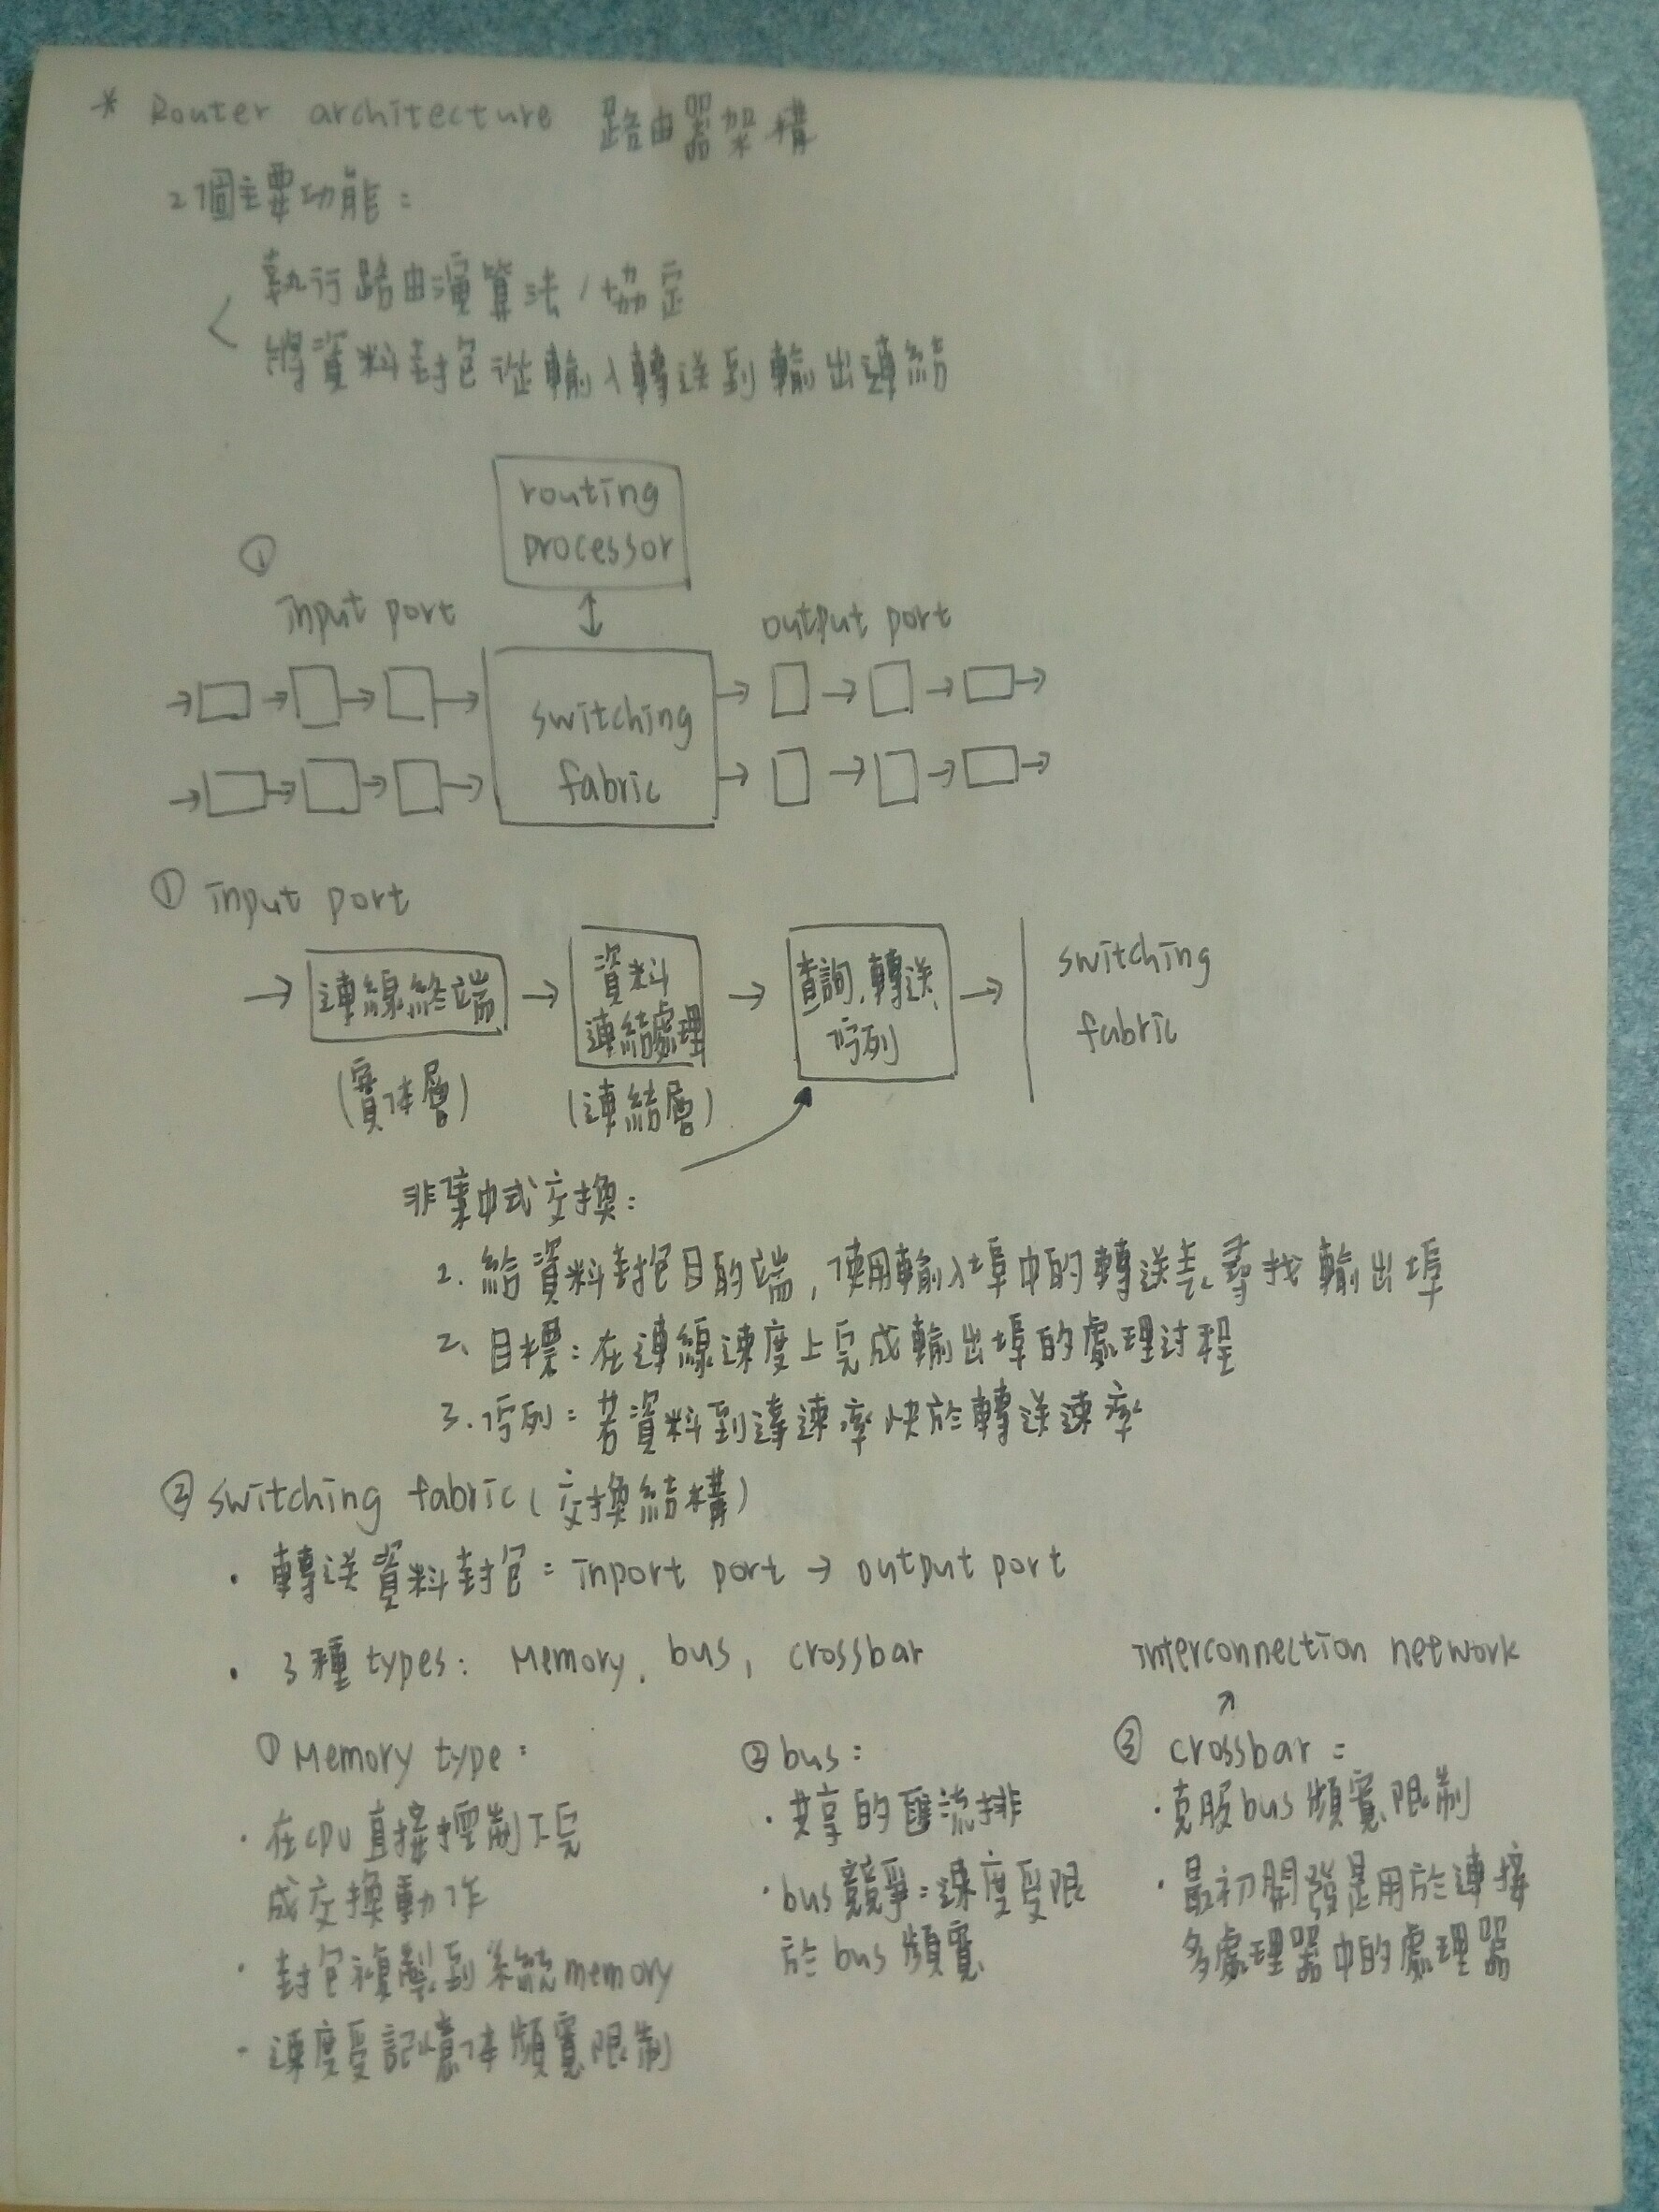 * Router architecture 路由器架構
2個主要功能：
執行路由演算法/協定
將資料封包從輸入轉送到輸出連結
routing
processor
①
input port
output port
switching
fabric
① input port
連線終端
(實体層)
資料
連結處理
(連結層)
查詢,轉送,
佇列
switching
fabric
非集中式交換：
1. 給資料封包目的端,使用輸入埠中的轉送表尋找輸出埠
2. 目標：在連線速度上完成輸出埠的處理过程
3. 佇列：若資料到達速率快於轉送速率
② switching fabric (交換結構)
· 轉送資料封包：inport port → output port
· 3種 types: Memory, bus, crossbar
interconnection network
① Memory type：
· 在CPU直接控制下完
成交換動作
· 封包複製到系統memory
· 速度受記憶体頻寬限制
② bus：
· 共享的匯流排
· bus競爭：速度受限
於bus頻寬
③ crossbar：
· 克服bus頻寬限制
· 最初開發是用於連接
多處理器中的處理器